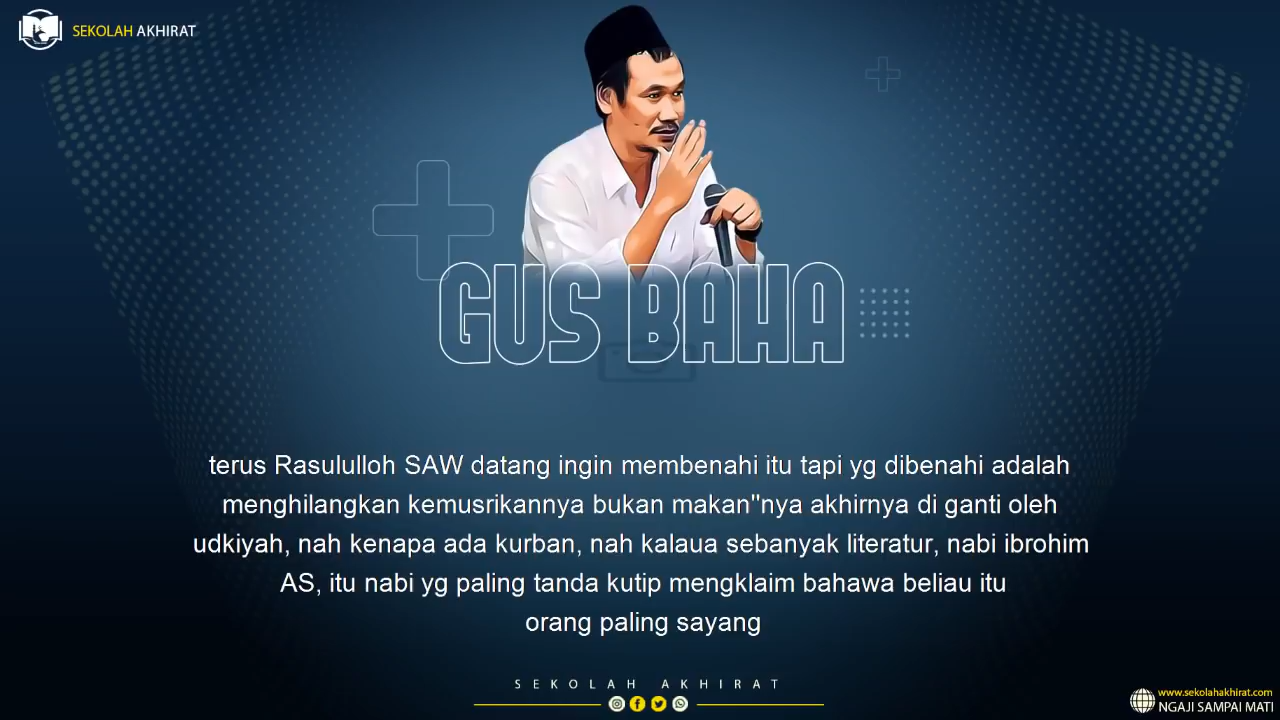 SEKOLAH AKHIRAT
GUS BAHA
terus Rasululloh SAW datang ingin membenahi itu tapi yg dibenahi adalah
menghilangkan kemusrikannya bukan makan"nya akhirnya di ganti oleh
udkiyah, nah kenapa ada kurban, nah kalaua sebanyak literatur, nabi ibrohim
AS, itu nabi yg paling tanda kutip mengklaim bahawa beliau itu
orang paling sayang
SEKOLAH AKHIRAT
www.sekolahakhirat.com
NGAJI SAMPAI MATI